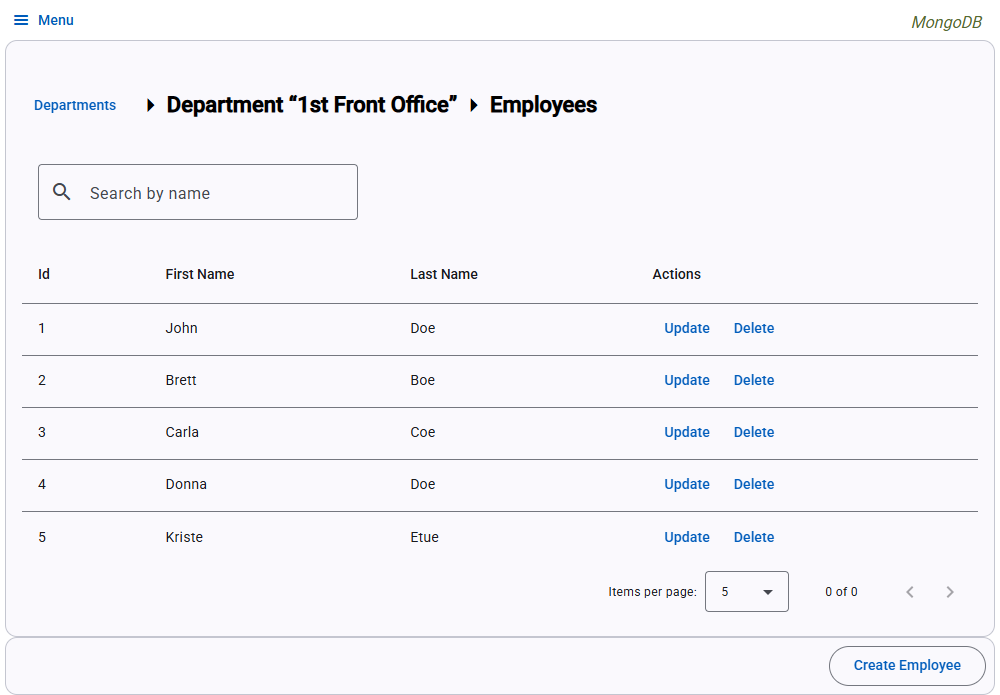 Menu MongoDB
Departments Department “1st Front Office” Employees
Search by name
Id First Name Last Name Actions
1 John Doe Update Delete
2 Brett Boe Update Delete
3 Carla Coe Update Delete
4 Donna Doe Update Delete
5 Kriste Etue Update Delete
Items per page: 5 0 of 0
Create Employee